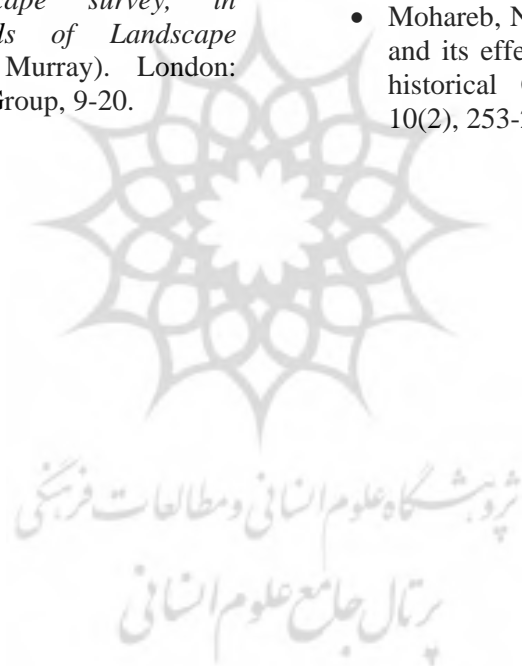 cape survey, in
ls of Landscape
Murray). London:
Group, 9-20.
• Mohareb, N
and its effe
historical
10(2), 253-
پژوهشگاه علوم انسانی و مطالعات فرهنگی
پرتال جامع علوم انسانی